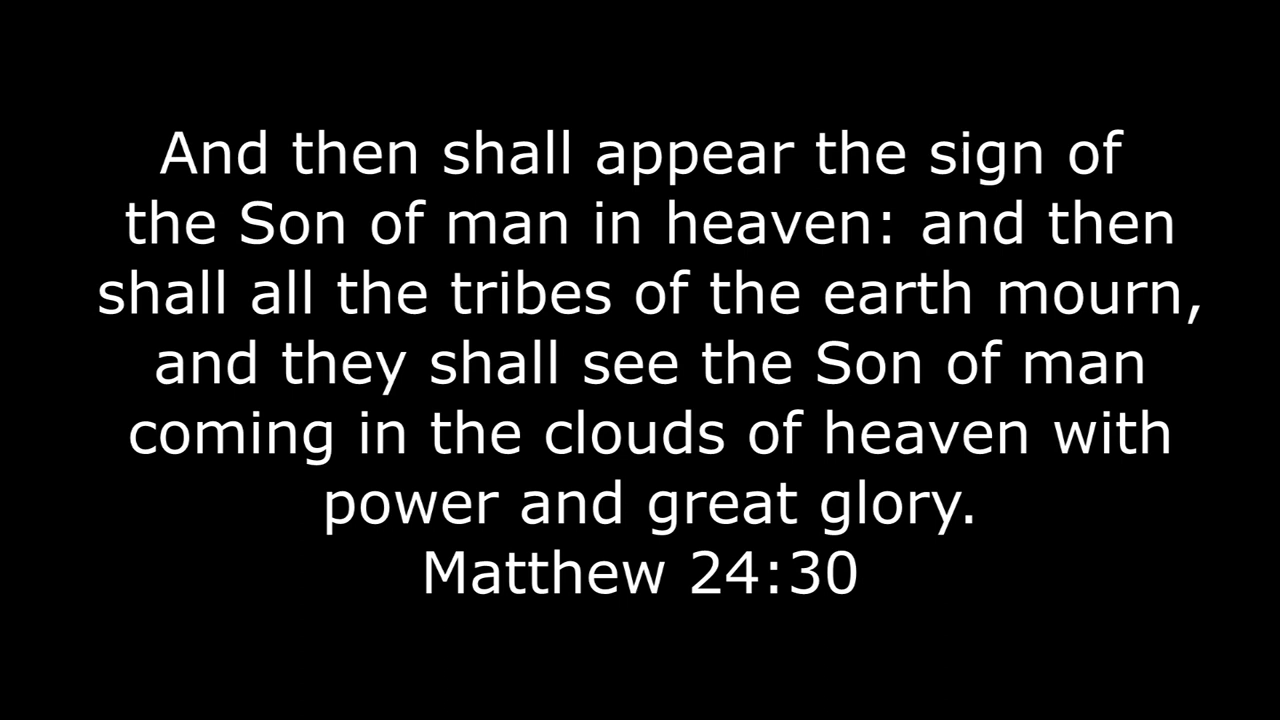 And then shall appear the sign of
the Son of man in heaven: and then
shall all the tribes of the earth mourn,
and they shall see the Son of man
coming in the clouds of heaven with
power and great glory.
Matthew 24:30